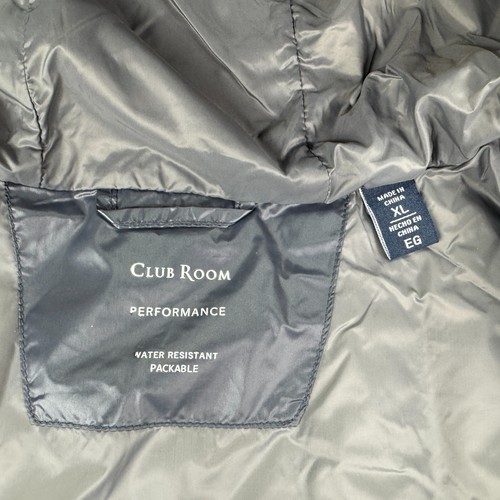 CLUB ROOM
PERFORMANCE
WATER RESISTANT
PACKABLE
MADE IN
CHINA
XL
HECHO EN
CHINA
EG